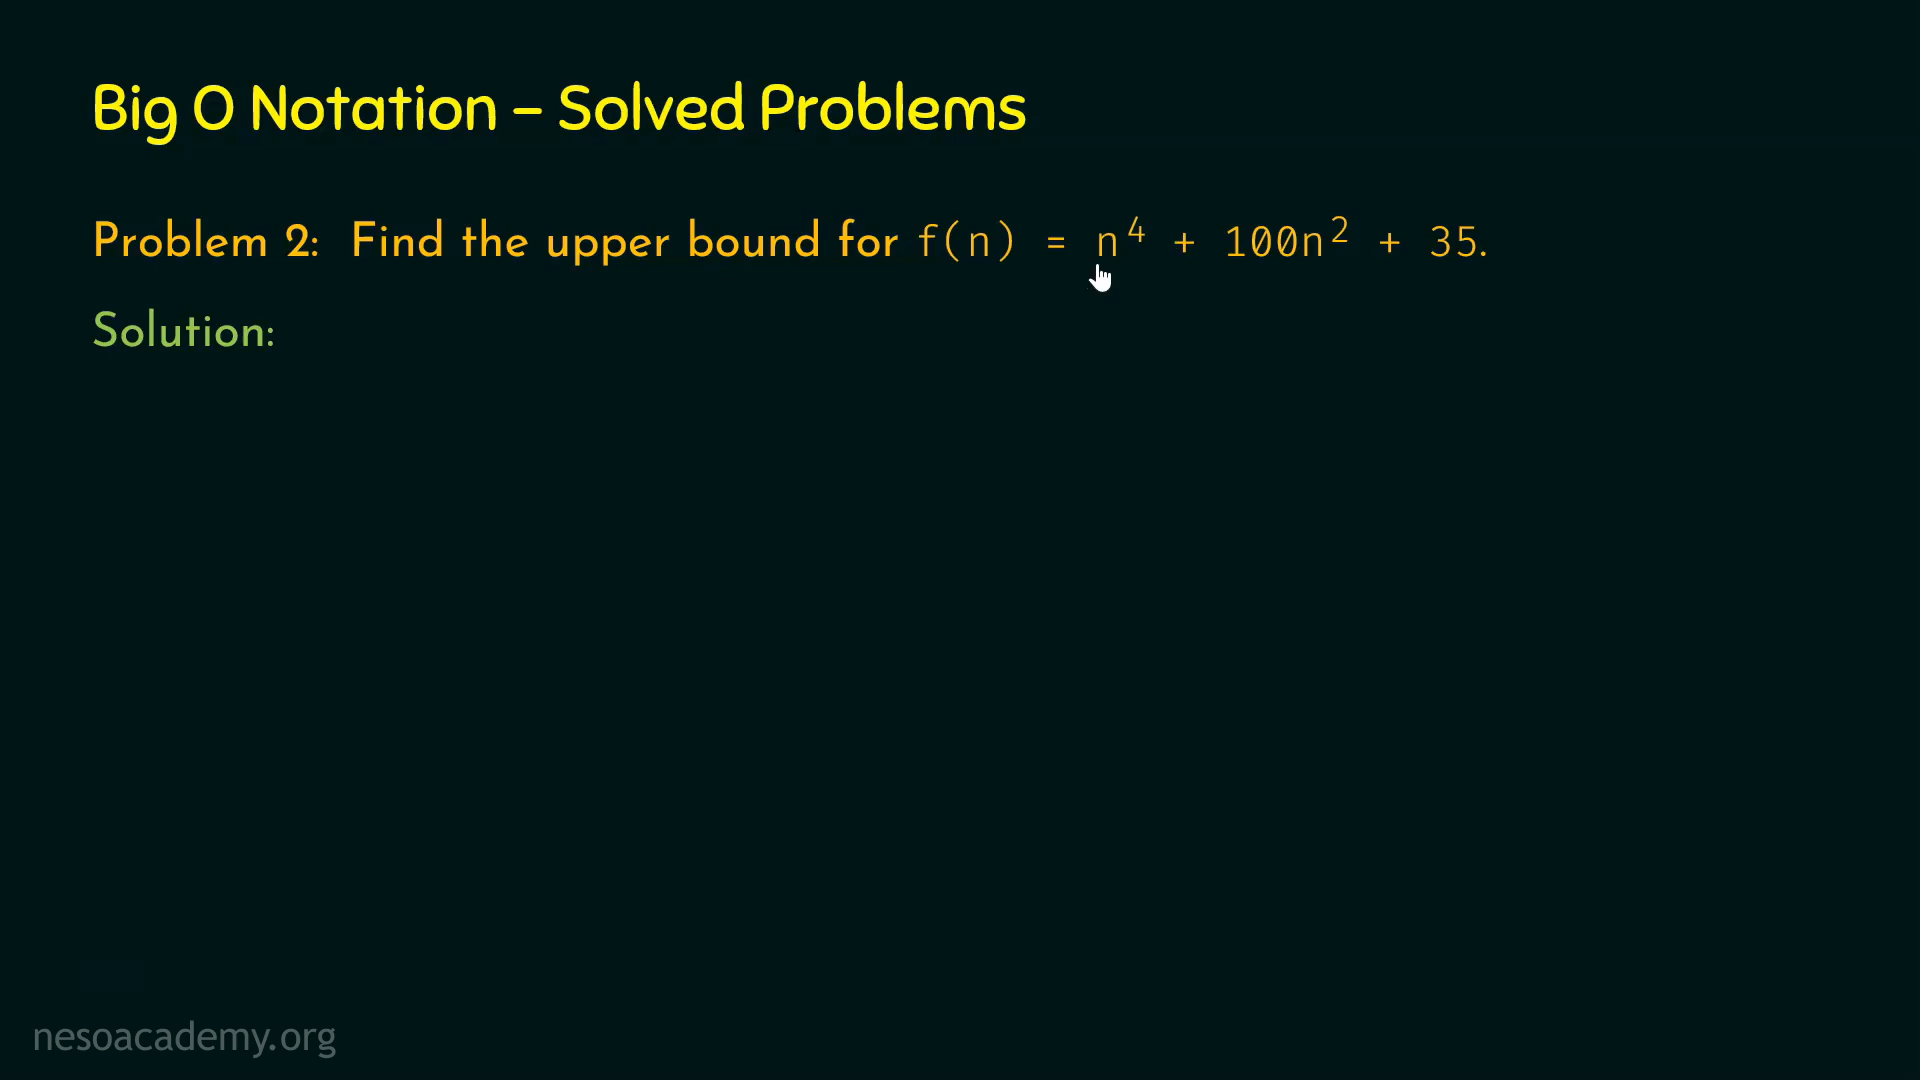 Big O Notation – Solved Problems
Problem 2: Find the upper bound for f(n) = n⁴ + 100n² + 35.
Solution:
nesoacademy.org